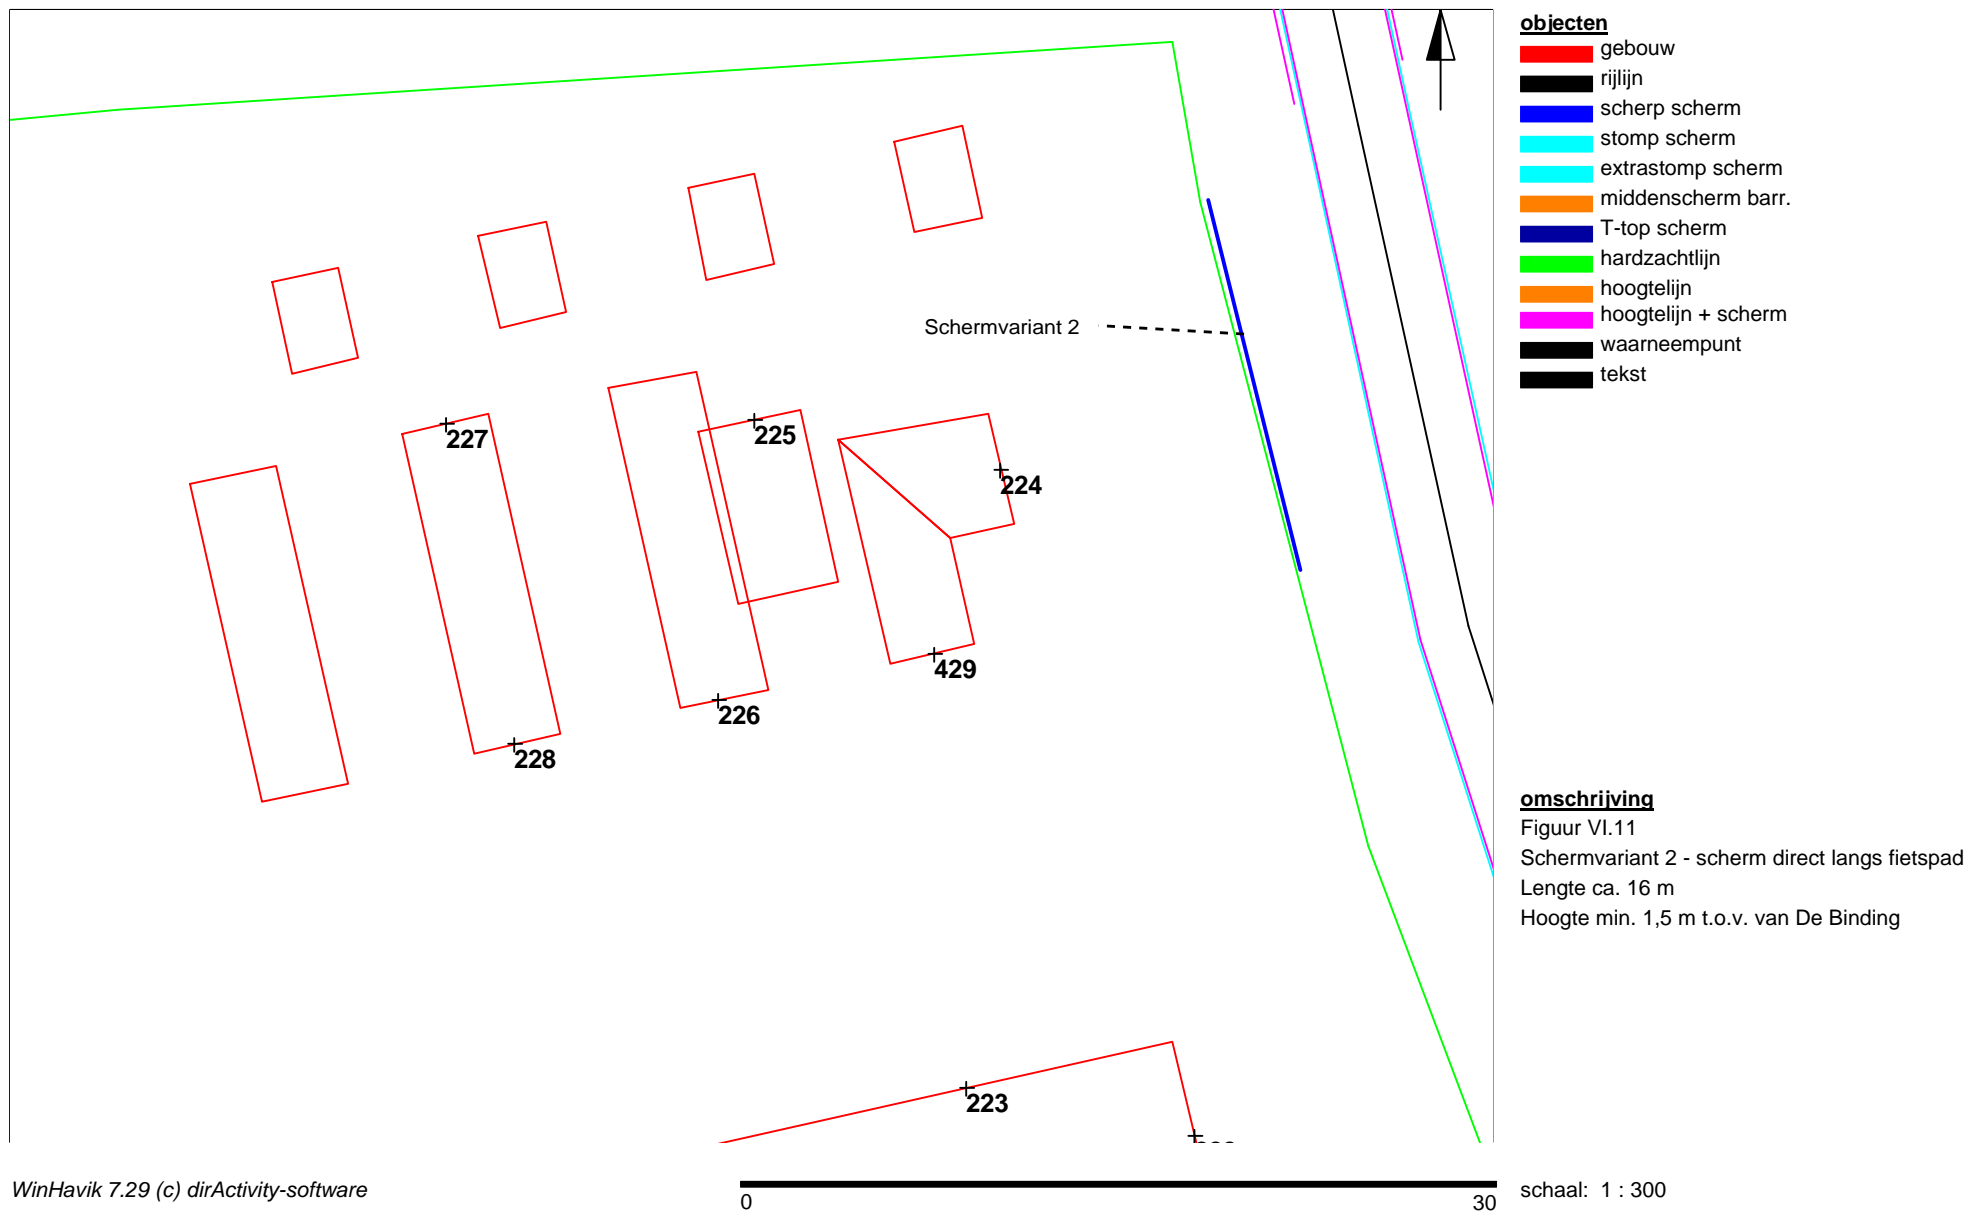 objecten
gebouw
rijlijn
scherp scherm
stomp scherm
extrastomp scherm
middenscherm barr.
T-top scherm
hardzachtlijn
hoogtelijn
hoogtelijn + scherm
waarneempunt
tekst
Schermvariant 2
227
225
224
429
226
228
223
omschrijving
Figuur VI.11
Schermvariant 2 - scherm direct langs fietspad
Lengte ca. 16 m
Hoogte min. 1,5 m t.o.v. van De Binding
WinHavik 7.29 (c) dirActivity-software
0
30
schaal: 1 : 300